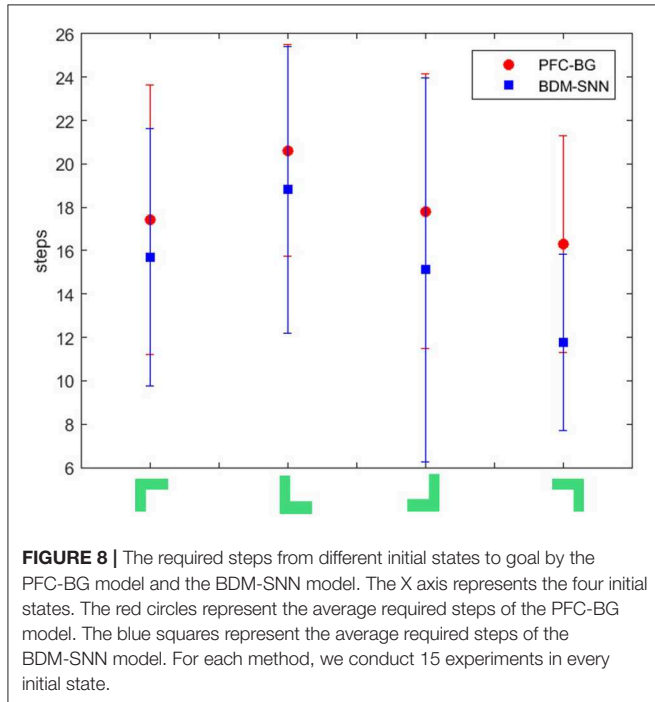 26
24
22
20
18
16
14
12
10
8
6
steps
PFC-BG
BDM-SNN
FIGURE 8 | The required steps from different initial states to goal by the
PFC-BG model and the BDM-SNN model. The X axis represents the four initial
states. The red circles represent the average required steps of the PFC-BG
model. The blue squares represent the average required steps of the
BDM-SNN model. For each method, we conduct 15 experiments in every
initial state.